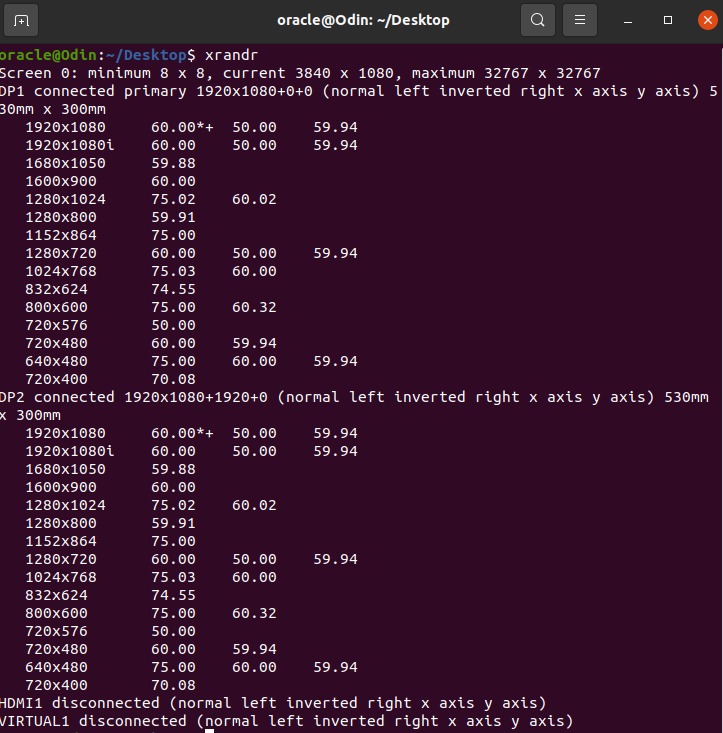 oracle@Odin: ~/Desktop
oracle@Odin:~/Desktop$ xrandr
Screen 0: minimum 8 x 8, current 3840 x 1080, maximum 32767 x 32767
DP1 connected primary 1920x1080+0+0 (normal left inverted right x axis y axis) 5
30mm x 300mm
   1920x1080     60.00*+  50.00    59.94
   1920x1080i    60.00    50.00    59.94
   1680x1050     59.88
   1600x900      60.00
   1280x1024     75.02    60.02
   1280x800      59.91
   1152x864      75.00
   1280x720      60.00    50.00    59.94
   1024x768      75.03    60.00
   832x624       74.55
   800x600       75.00    60.32
   720x576       50.00
   720x480       60.00    59.94
   640x480       75.00    60.00    59.94
   720x400       70.08
DP2 connected 1920x1080+1920+0 (normal left inverted right x axis y axis) 530mm
x 300mm
   1920x1080     60.00*+  50.00    59.94
   1920x1080i    60.00    50.00    59.94
   1680x1050     59.88
   1600x900      60.00
   1280x1024     75.02    60.02
   1280x800      59.91
   1152x864      75.00
   1280x720      60.00    50.00    59.94
   1024x768      75.03    60.00
   832x624       74.55
   800x600       75.00    60.32
   720x576       50.00
   720x480       60.00    59.94
   640x480       75.00    60.00    59.94
   720x400       70.08
HDMI1 disconnected (normal left inverted right x axis y axis)
VIRTUAL1 disconnected (normal left inverted right x axis y axis)